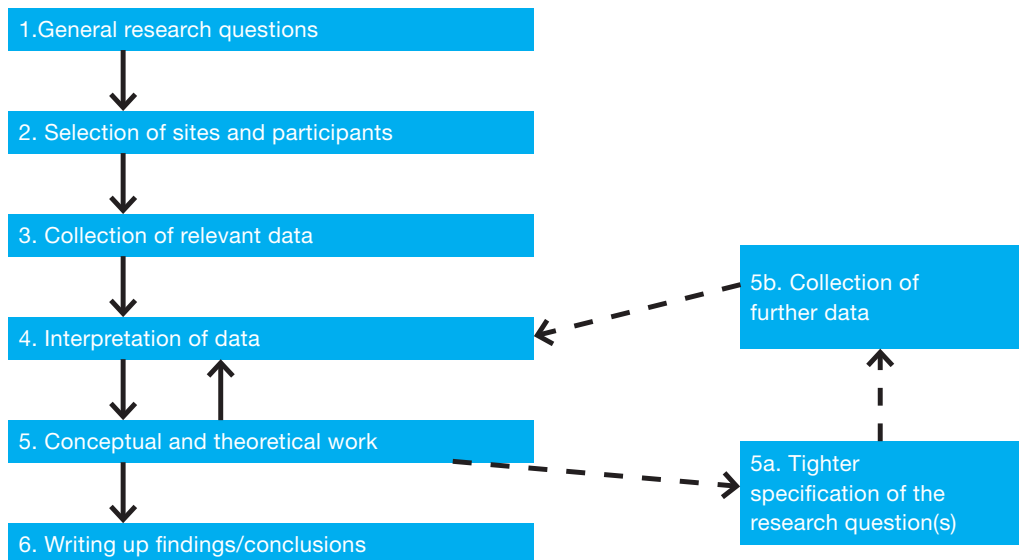 1.General research questions
2. Selection of sites and participants
3. Collection of relevant data
4. Interpretation of data
5. Conceptual and theoretical work
6. Writing up findings/conclusions
5b. Collection of
further data
5a. Tighter
specification of the
research question(s)